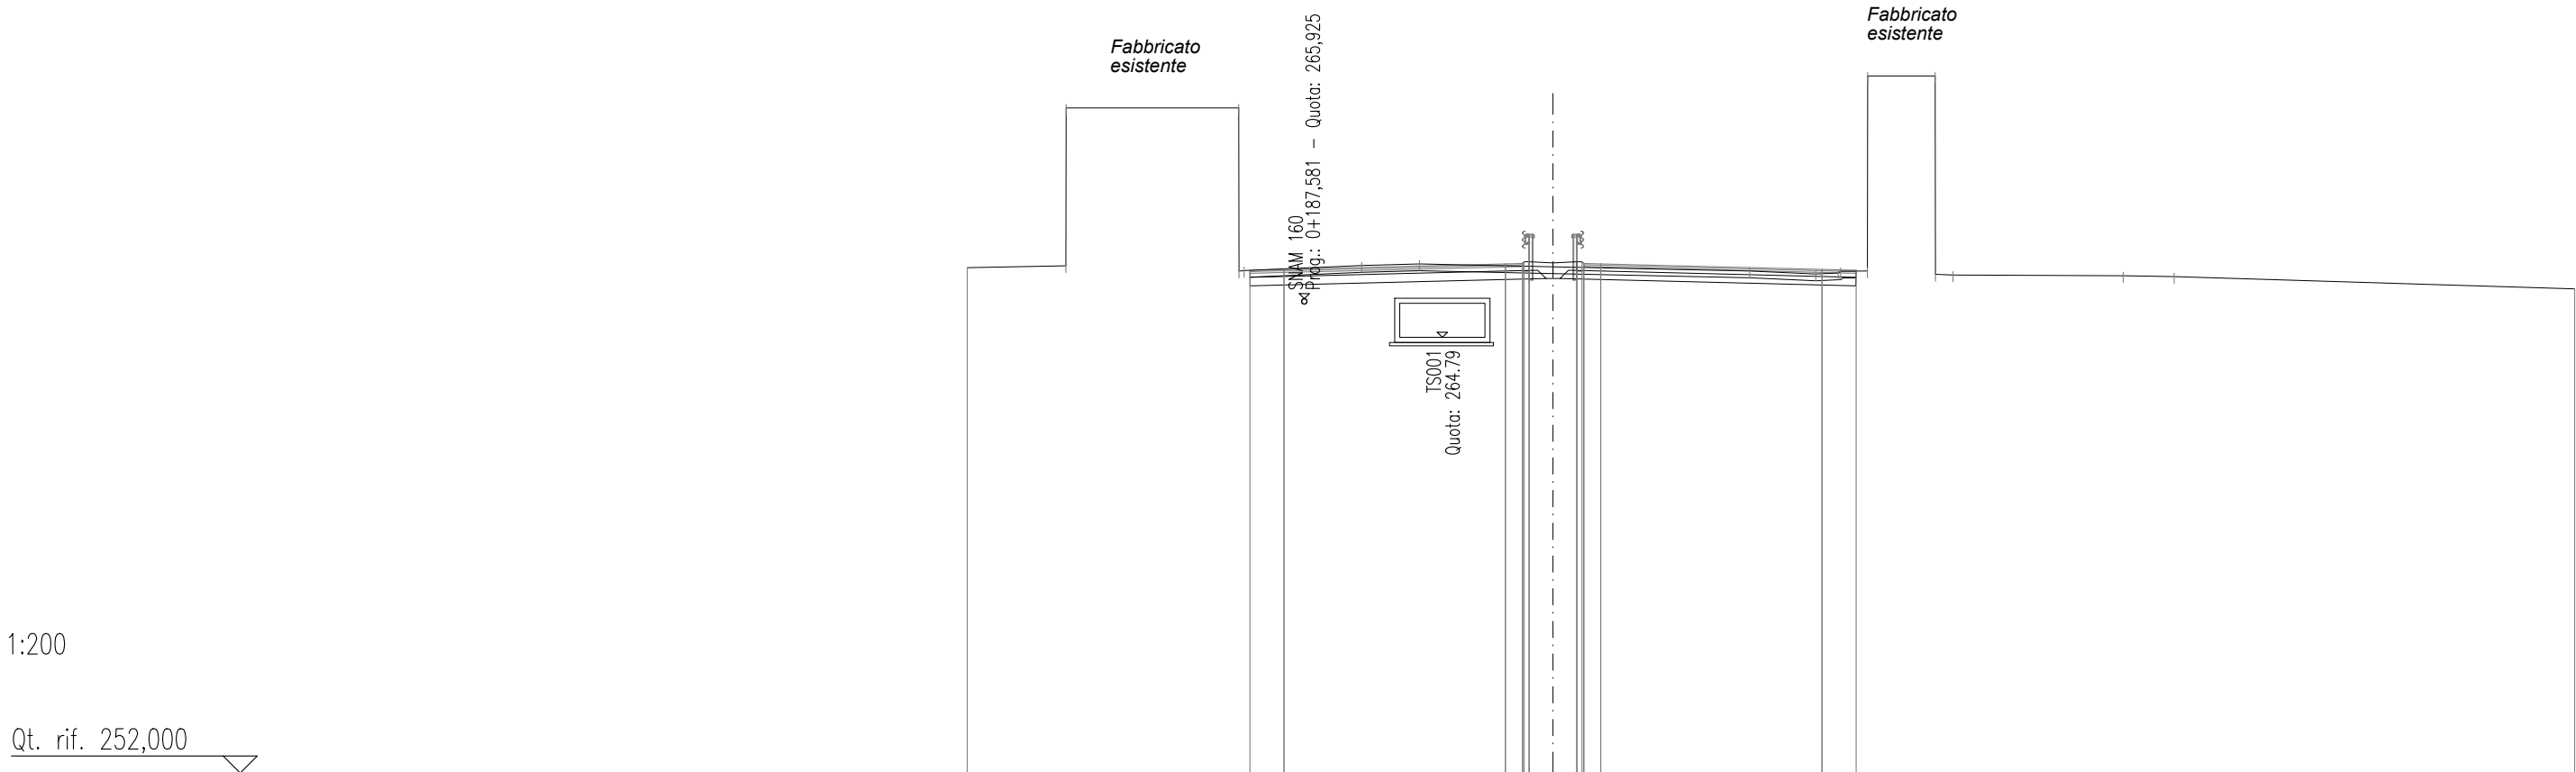 Fabbricato
esistente
Fabbricato
esistente
SNAM 160
Prog.: 0+187,581 - Quota: 265,925
TS001
Quota: 264.79
1:200
Qt. rif. 252,000